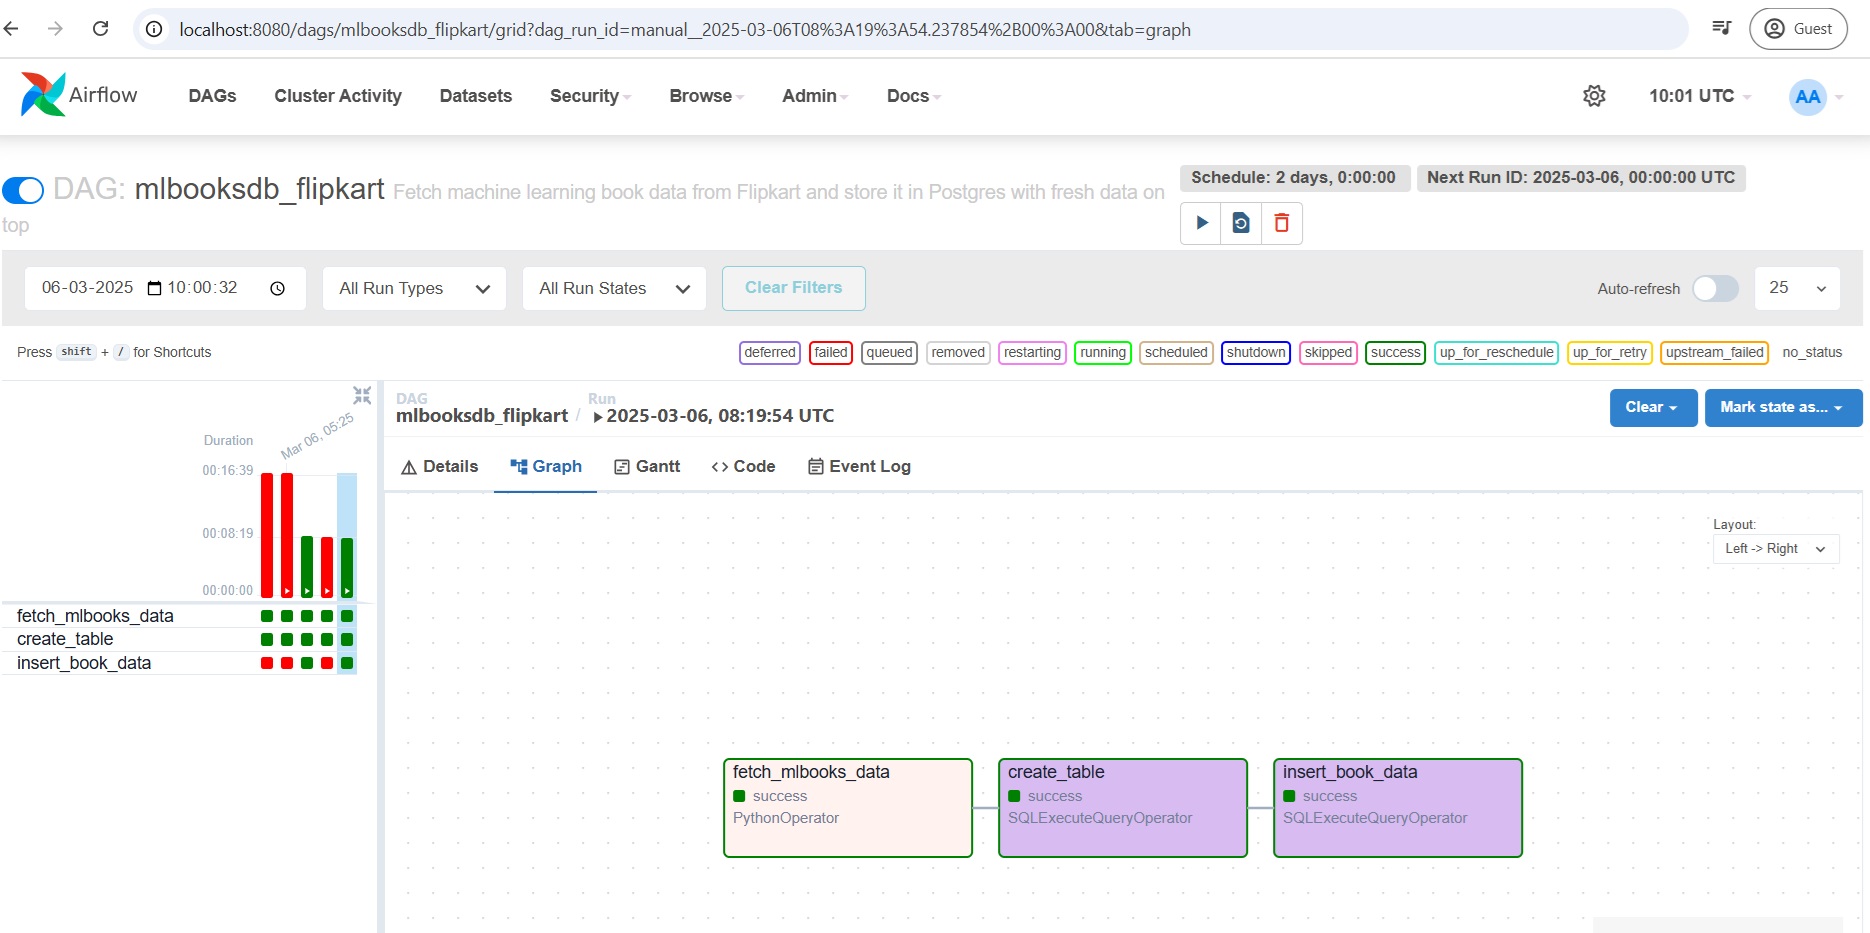 localhost:8080/dags/mlbooksdb_flipkart/grid?dag_run_id=manual__2025-03-06T08%3A19%3A54.237854%2B00%3A00&tab=graph
Guest
Airflow
DAGs Cluster Activity Datasets Security Browse Admin Docs
10:01 UTC
AA
DAG: mlbooksdb_flipkart Fetch machine learning book data from Flipkart and store it in Postgres with fresh data on
top
Schedule: 2 days, 0:00:00 Next Run ID: 2025-03-06, 00:00:00 UTC
06-03-2025 10:00:32
All Run Types
All Run States
Clear Filters
Auto-refresh
25
Press shift + / for Shortcuts
deferred failed queued removed restarting running scheduled shutdown skipped success up_for_reschedule up_for_retry upstream_failed no_status
Duration
Mar 06, 05:25
00:16:39
00:08:19
00:00:00
fetch_mlbooks_data
create_table
insert_book_data
DAG
mlbooksdb_flipkart /
Run
2025-03-06, 08:19:54 UTC
Clear
Mark state as...
Details Graph Gantt Code Event Log
Layout:
Left -> Right
fetch_mlbooks_data
success
PythonOperator
create_table
success
SQLExecuteQueryOperator
insert_book_data
success
SQLExecuteQueryOperator